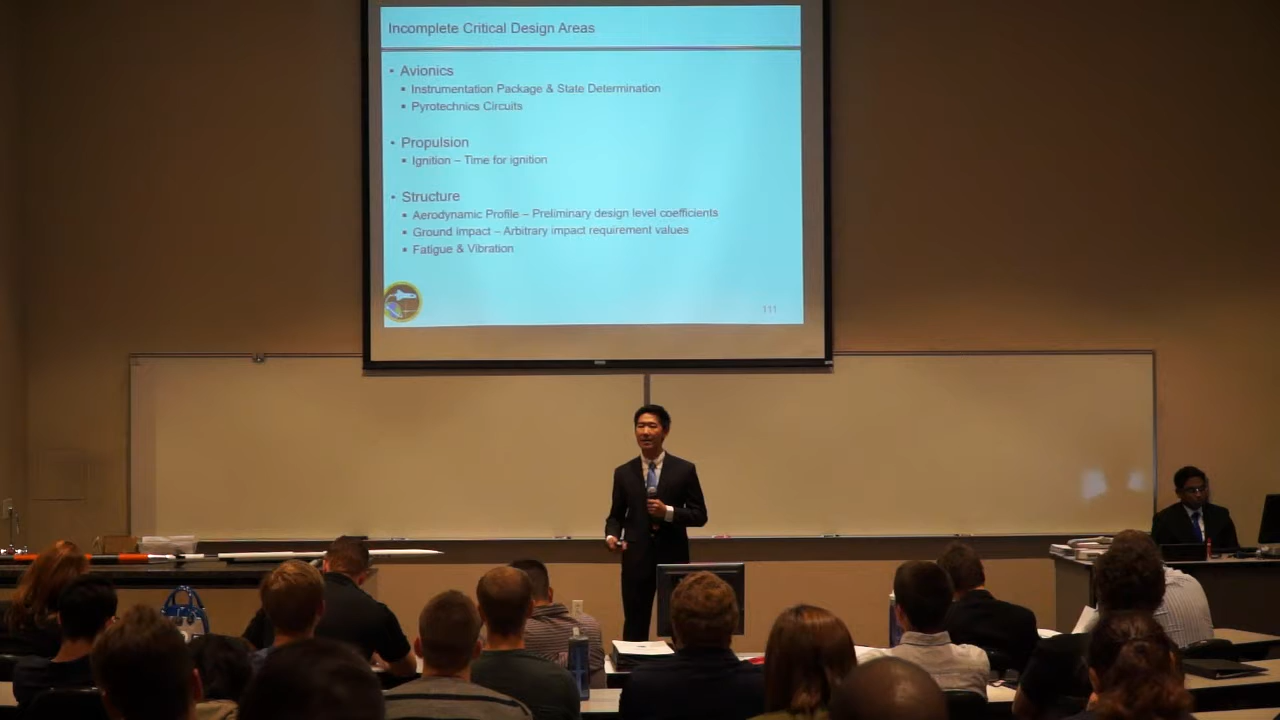 Incomplete Critical Design Areas
• Avionics
▪ Instrumentation Package & State Determination
▪ Pyrotechnics Circuits
• Propulsion
▪ Ignition – Time for ignition
• Structure
▪ Aerodynamic Profile – Preliminary design level coefficients
▪ Ground impact – Arbitrary impact requirement values
▪ Fatigue & Vibration
111